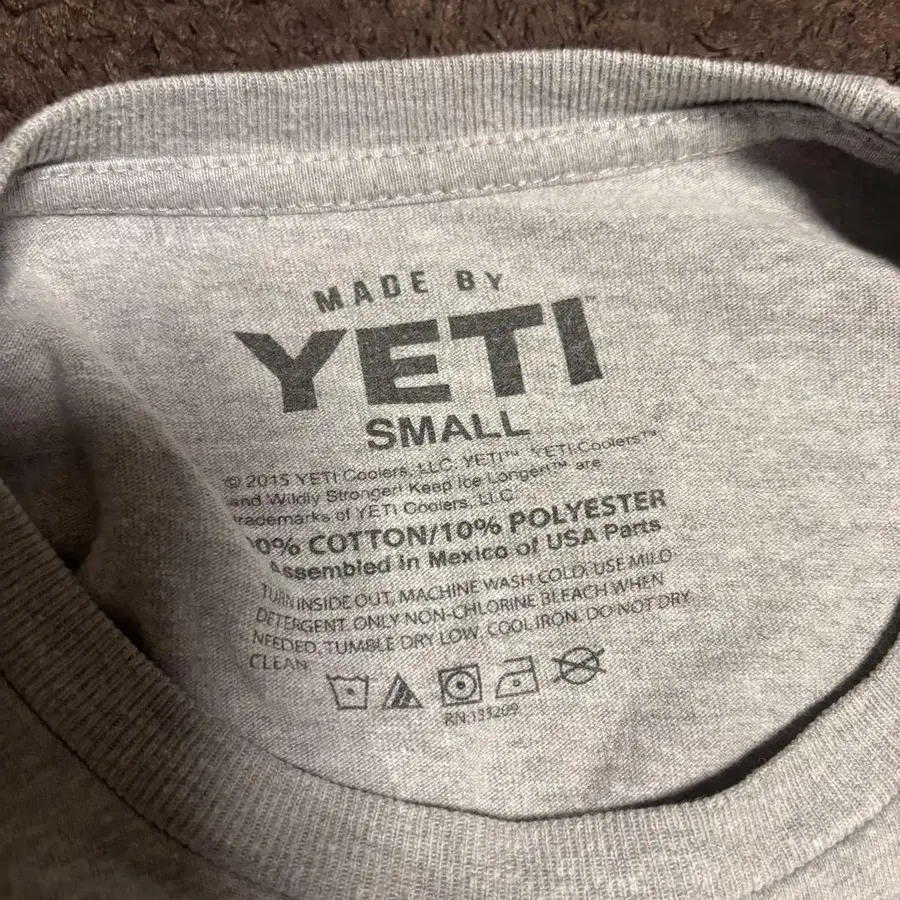 MADE BY
YETI™
SMALL
© 2015 YETI Coolers, LLC. YETI™, YETI Coolers™,
and Wildly Stronger! Keep Ice Longer!™ are
trademarks of YETI Coolers, LLC
90% COTTON/10% POLYESTER
Assembled in Mexico of USA Parts
TURN INSIDE OUT, MACHINE WASH COLD. USE MILD
DETERGENT. ONLY NON-CHLORINE BLEACH WHEN
NEEDED, TUMBLE DRY LOW, COOL IRON. DO NOT DRY
CLEAN
RN:133209